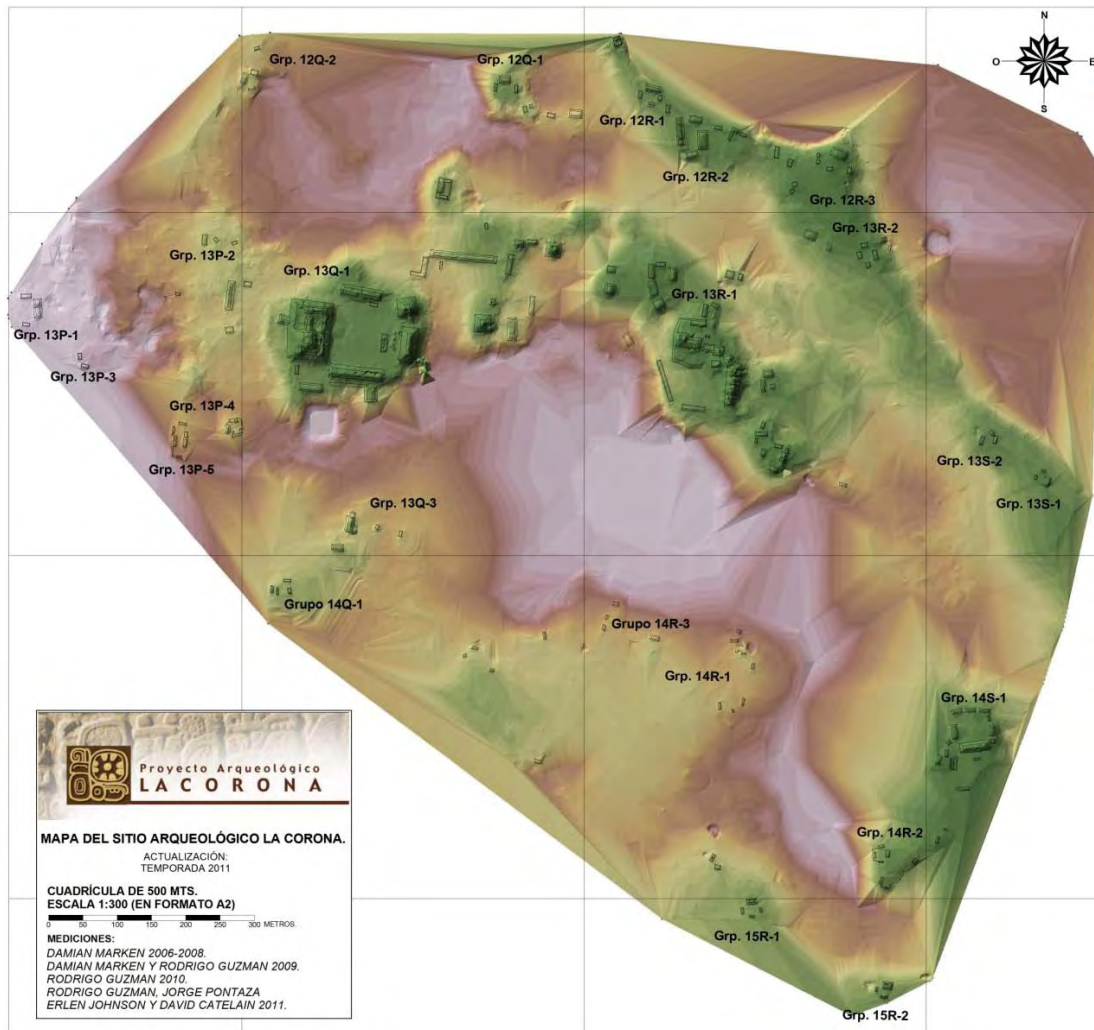 N
O
E
S
Grp. 12Q-2
Grp. 12Q-1
Grp. 12R-1
Grp. 12R-2
Grp. 12R-3
Grp. 13R-2
Grp. 13P-2
Grp. 13Q-1
Grp. 13R-1
Grp. 13P-1
Grp. 13P-3
Grp. 13P-4
Grp. 13P-5
Grp. 13S-2
Grp. 13S-1
Grp. 13Q-3
Grupo 14Q-1
Grupo 14R-3
Grp. 14R-1
Grp. 14S-1
Grp. 14R-2
Grp. 15R-1
Grp. 15R-2
Proyecto Arqueológico
LACORONA
MAPA DEL SITIO ARQUEOLÓGICO LA CORONA.
ACTUALIZACIÓN:
TEMPORADA 2011
CUADRÍCULA DE 500 MTS.
ESCALA 1:300 (EN FORMATO A2)
0 50 100 150 200 250 300 METROS
MEDICIONES:
DAMIAN MARKEN 2006-2008.
DAMIAN MARKEN Y RODRIGO GUZMAN 2009.
RODRIGO GUZMAN 2010.
RODRIGO GUZMAN, JORGE PONTAZA
ERLEN JOHNSON Y DAVID CATELAIN 2011.